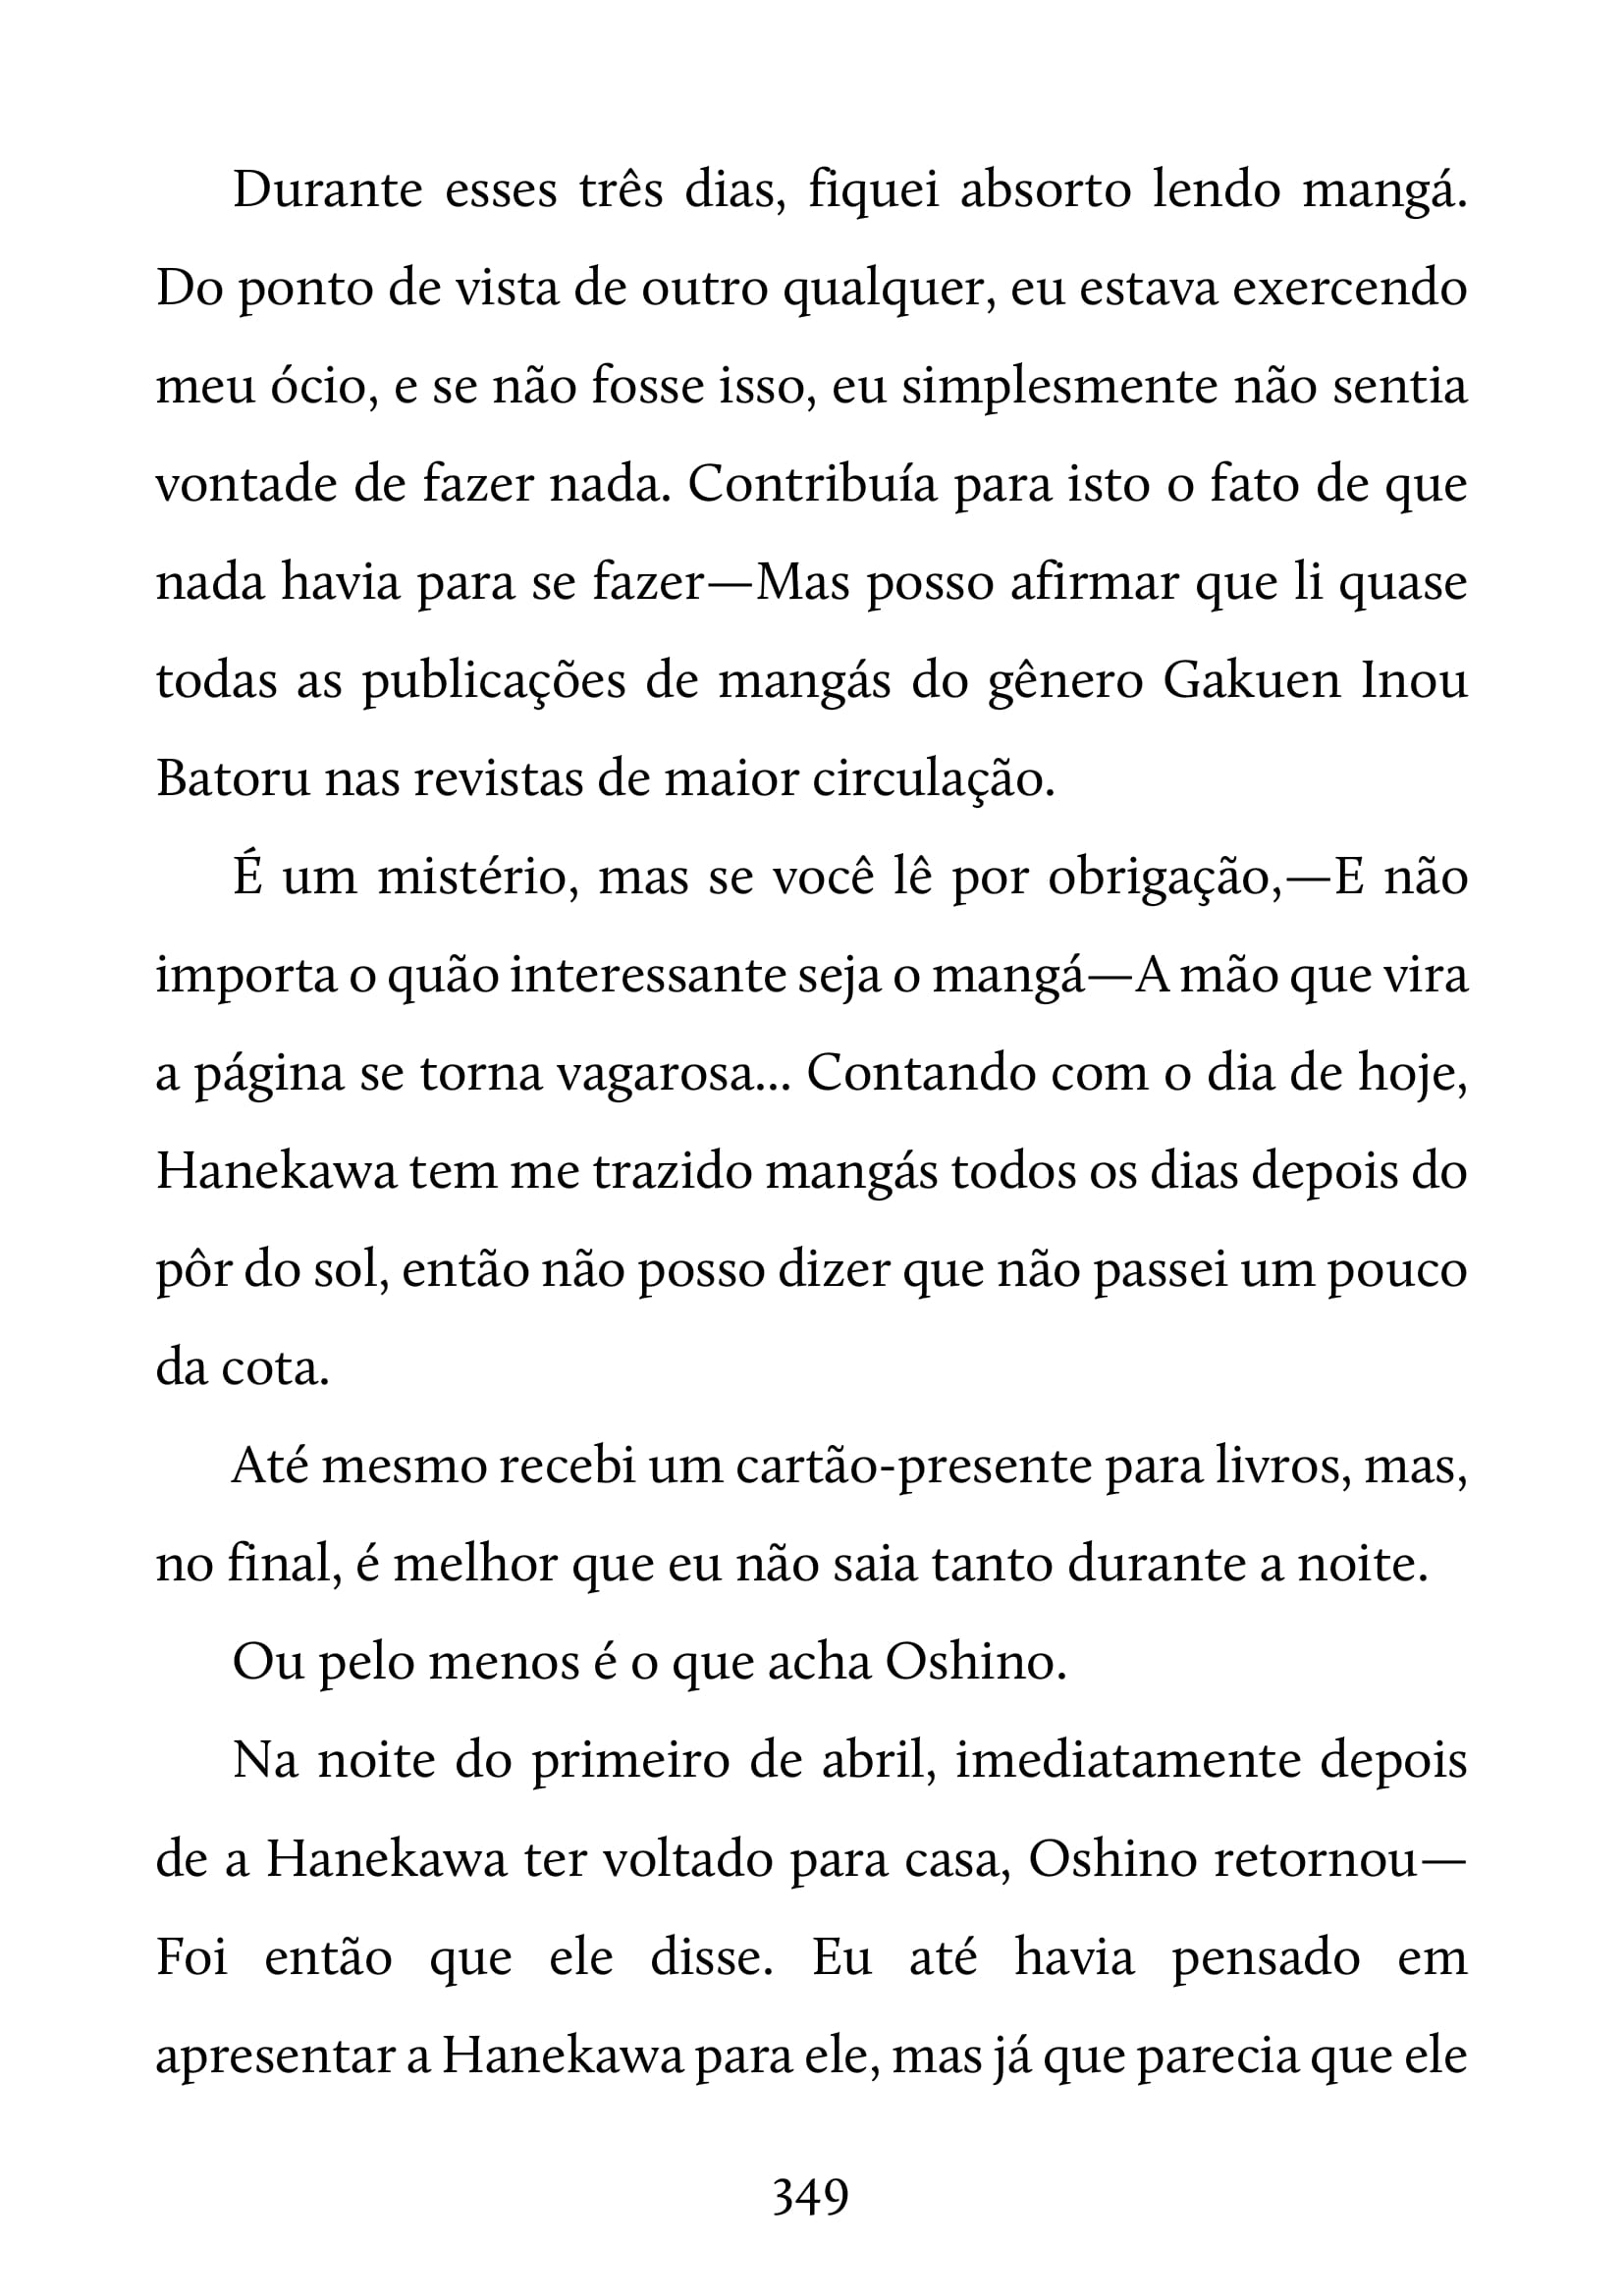 Durante esses três dias, fiquei absorto lendo mangá.
Do ponto de vista de outro qualquer, eu estava exercendo
meu ócio, e se não fosse isso, eu simplesmente não sentia
vontade de fazer nada. Contribuía para isto o fato de que
nada havia para se fazer—Mas posso afirmar que li quase
todas as publicações de mangás do gênero Gakuen Inou
Batoru nas revistas de maior circulação.
É um mistério, mas se você lê por obrigação,—E não
importa o quão interessante seja o mangá—A mão que vira
a página se torna vagarosa... Contando com o dia de hoje,
Hanekawa tem me trazido mangás todos os dias depois do
pôr do sol, então não posso dizer que não passei um pouco
da cota.
Até mesmo recebi um cartão-presente para livros, mas,
no final, é melhor que eu não saia tanto durante a noite.
Ou pelo menos é o que acha Oshino.
Na noite do primeiro de abril, imediatamente depois
de a Hanekawa ter voltado para casa, Oshino retornou—
Foi então que ele disse. Eu até havia pensado em
apresentar a Hanekawa para ele, mas já que parecia que ele
349